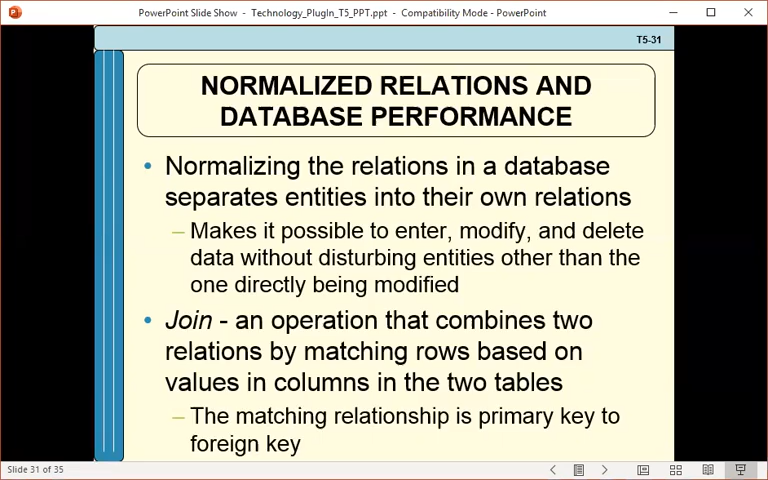 PowerPoint Slide Show - Technology_PlugIn_T5_PPT.ppt - Compatibility Mode - PowerPoint
T5-31
NORMALIZED RELATIONS AND
DATABASE PERFORMANCE
• Normalizing the relations in a database
separates entities into their own relations
– Makes it possible to enter, modify, and delete
data without disturbing entities other than the
one directly being modified
• Join - an operation that combines two
relations by matching rows based on
values in columns in the two tables
– The matching relationship is primary key to
foreign key
Slide 31 of 35